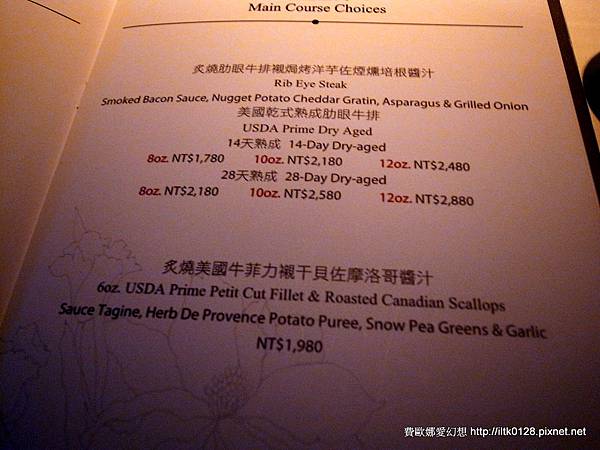 Main Course Choices
炙燒肋眼牛排襯焗烤洋芋佐煙燻培根醬汁
Rib Eye Steak
Smoked Bacon Sauce, Nugget Potato Cheddar Gratin, Asparagus & Grilled Onion
美國乾式熟成肋眼牛排
USDA Prime Dry Aged
14天熟成 14-Day Dry-aged
8oz. NT$1,780 10oz. NT$2,180 12oz. NT$2,480
28天熟成 28-Day Dry-aged
8oz. NT$2,180 10oz. NT$2,580 12oz. NT$2,880
炙燒美國牛菲力襯干貝佐摩洛哥醬汁
6oz. USDA Prime Petit Cut Fillet & Roasted Canadian Scallops
Sauce Tagine, Herb De Provence Potato Puree, Snow Pea Greens & Garlic
NT$1,980
費歐娜愛幻想 http://iltk0128.pixnet.net